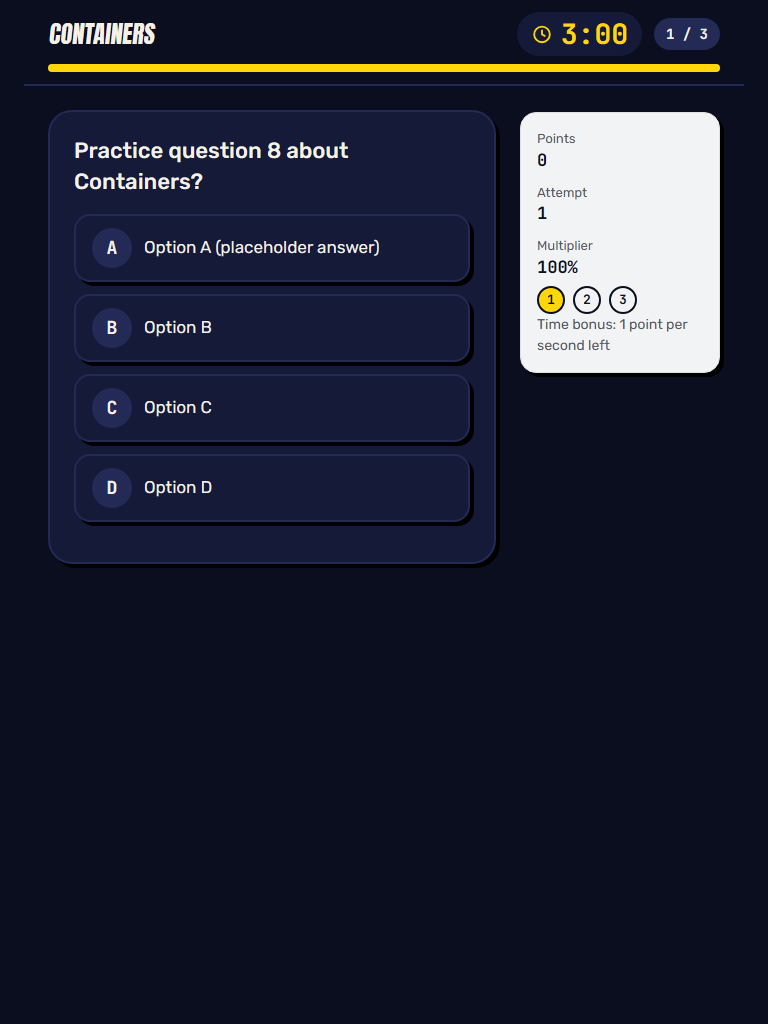 CONTAINERS
3:00
1 / 3
Practice question 8 about
Containers?
A Option A (placeholder answer)
B Option B
C Option C
D Option D
Points
0
Attempt
1
Multiplier
100%
1 2 3
Time bonus: 1 point per
second left